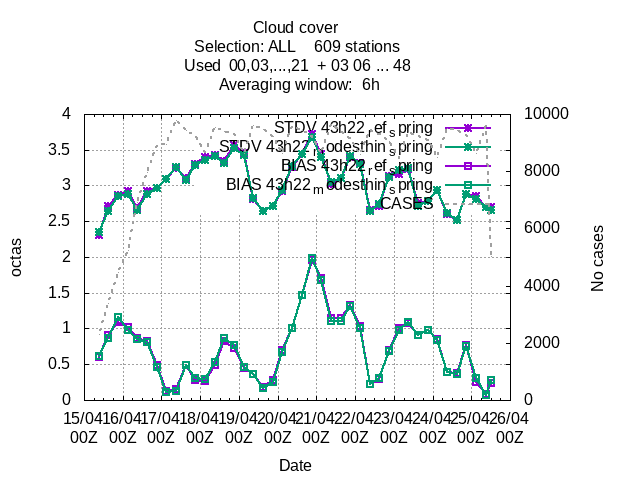 Cloud cover
Selection: ALL 609 stations
Used 00,03,...,21 + 03 06 ... 48
Averaging window: 6h
4
3.5
3
2.5
2
1.5
1
0.5
0
octas
10000
8000
6000
4000
2000
0
No cases
STDV 43h22_ref_spring
STDV 43h22_modesthin_spring
BIAS 43h22_ref_spring
BIAS 43h22_modesthin_spring
CASES
15/04 16/04 17/04 18/04 19/04 20/04 21/04 22/04 23/04 24/04 25/04 26/04
00Z 00Z 00Z 00Z 00Z 00Z 00Z 00Z 00Z 00Z 00Z 00Z
Date